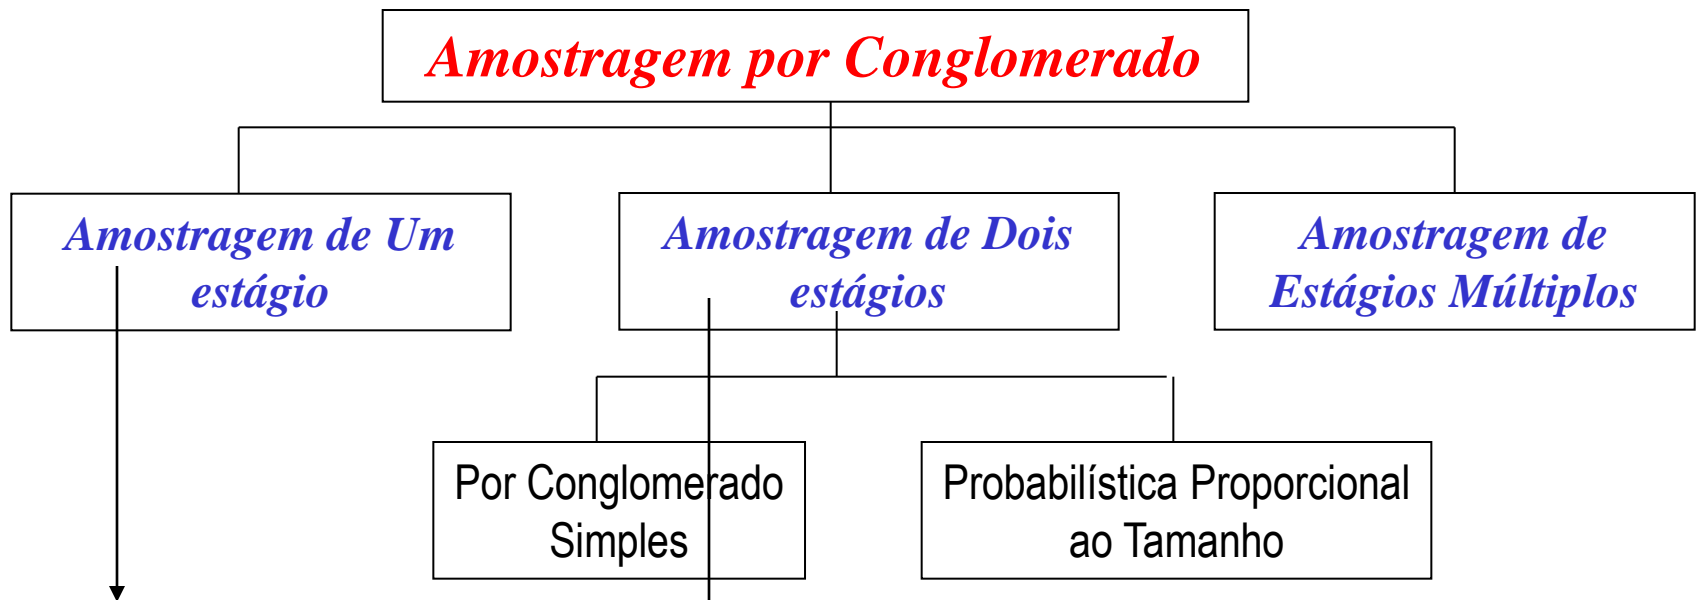 Amostragem por Conglomerado
Amostragem de Um
estágio
Amostragem de Dois
estágios
Amostragem de
Estágios Múltiplos
Por Conglomerado
Simples
Probabilística Proporcional
ao Tamanho